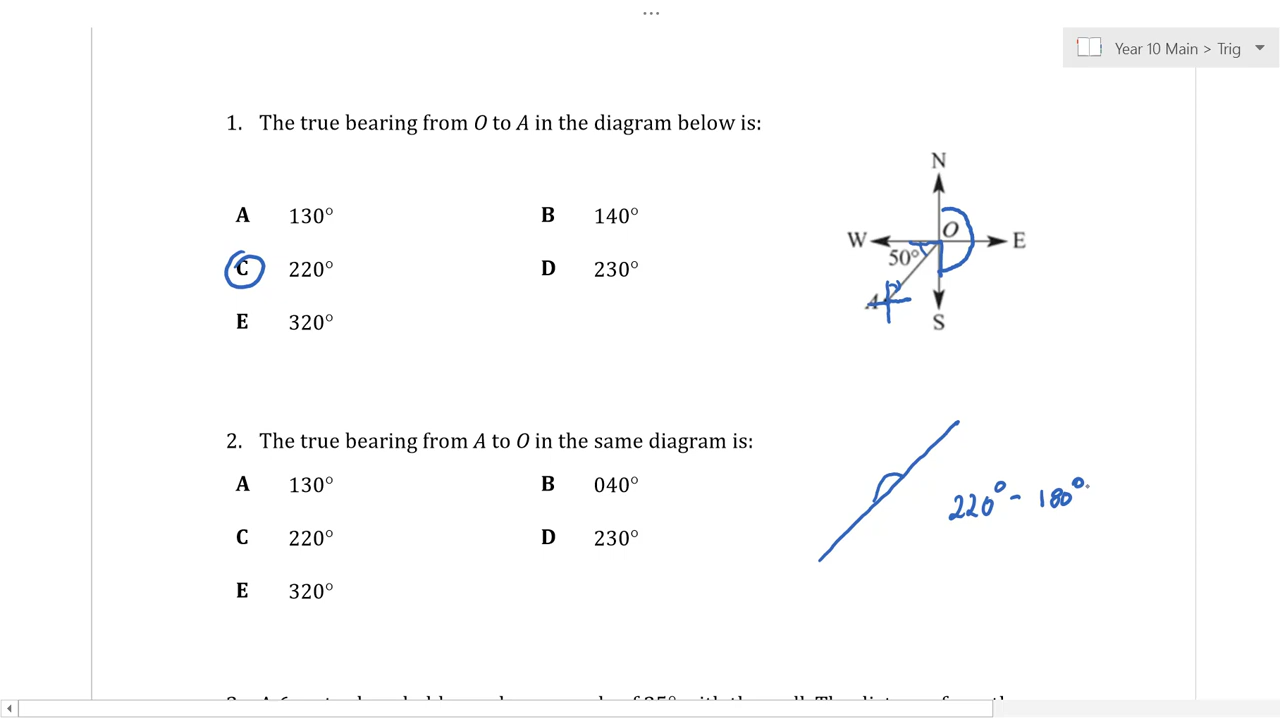 ...
Year 10 Main > Trig
1. The true bearing from O to A in the diagram below is:
A 130° B 140°
C 220° D 230°
E 320°
N
O
W E
50°
A
S
2. The true bearing from A to O in the same diagram is:
A 130° B 040°
C 220° D 230°
E 320°
220° - 180°